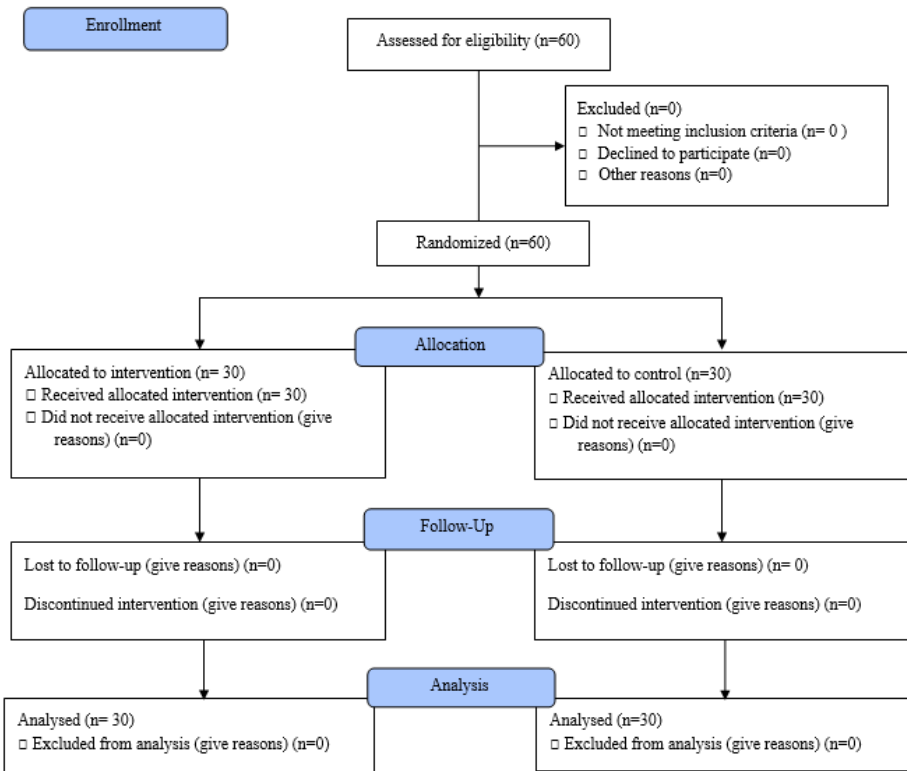 Enrollment
Assessed for eligibility (n=60)
Excluded (n=0)
□ Not meeting inclusion criteria (n= 0 )
□ Declined to participate (n=0)
□ Other reasons (n=0)
Randomized (n=60)
Allocation
Allocated to intervention (n= 30)
□ Received allocated intervention (n= 30)
□ Did not receive allocated intervention (give
reasons) (n=0)
Allocated to control (n=30)
□ Received allocated intervention (n=30)
□ Did not receive allocated intervention (give
reasons) (n=0)
Follow-Up
Lost to follow-up (give reasons) (n=0)
Discontinued intervention (give reasons) (n=0)
Lost to follow-up (give reasons) (n= 0)
Discontinued intervention (give reasons) (n=0)
Analysis
Analysed (n= 30)
□ Excluded from analysis (give reasons) (n=0)
Analysed (n=30)
□ Excluded from analysis (give reasons) (n=0)